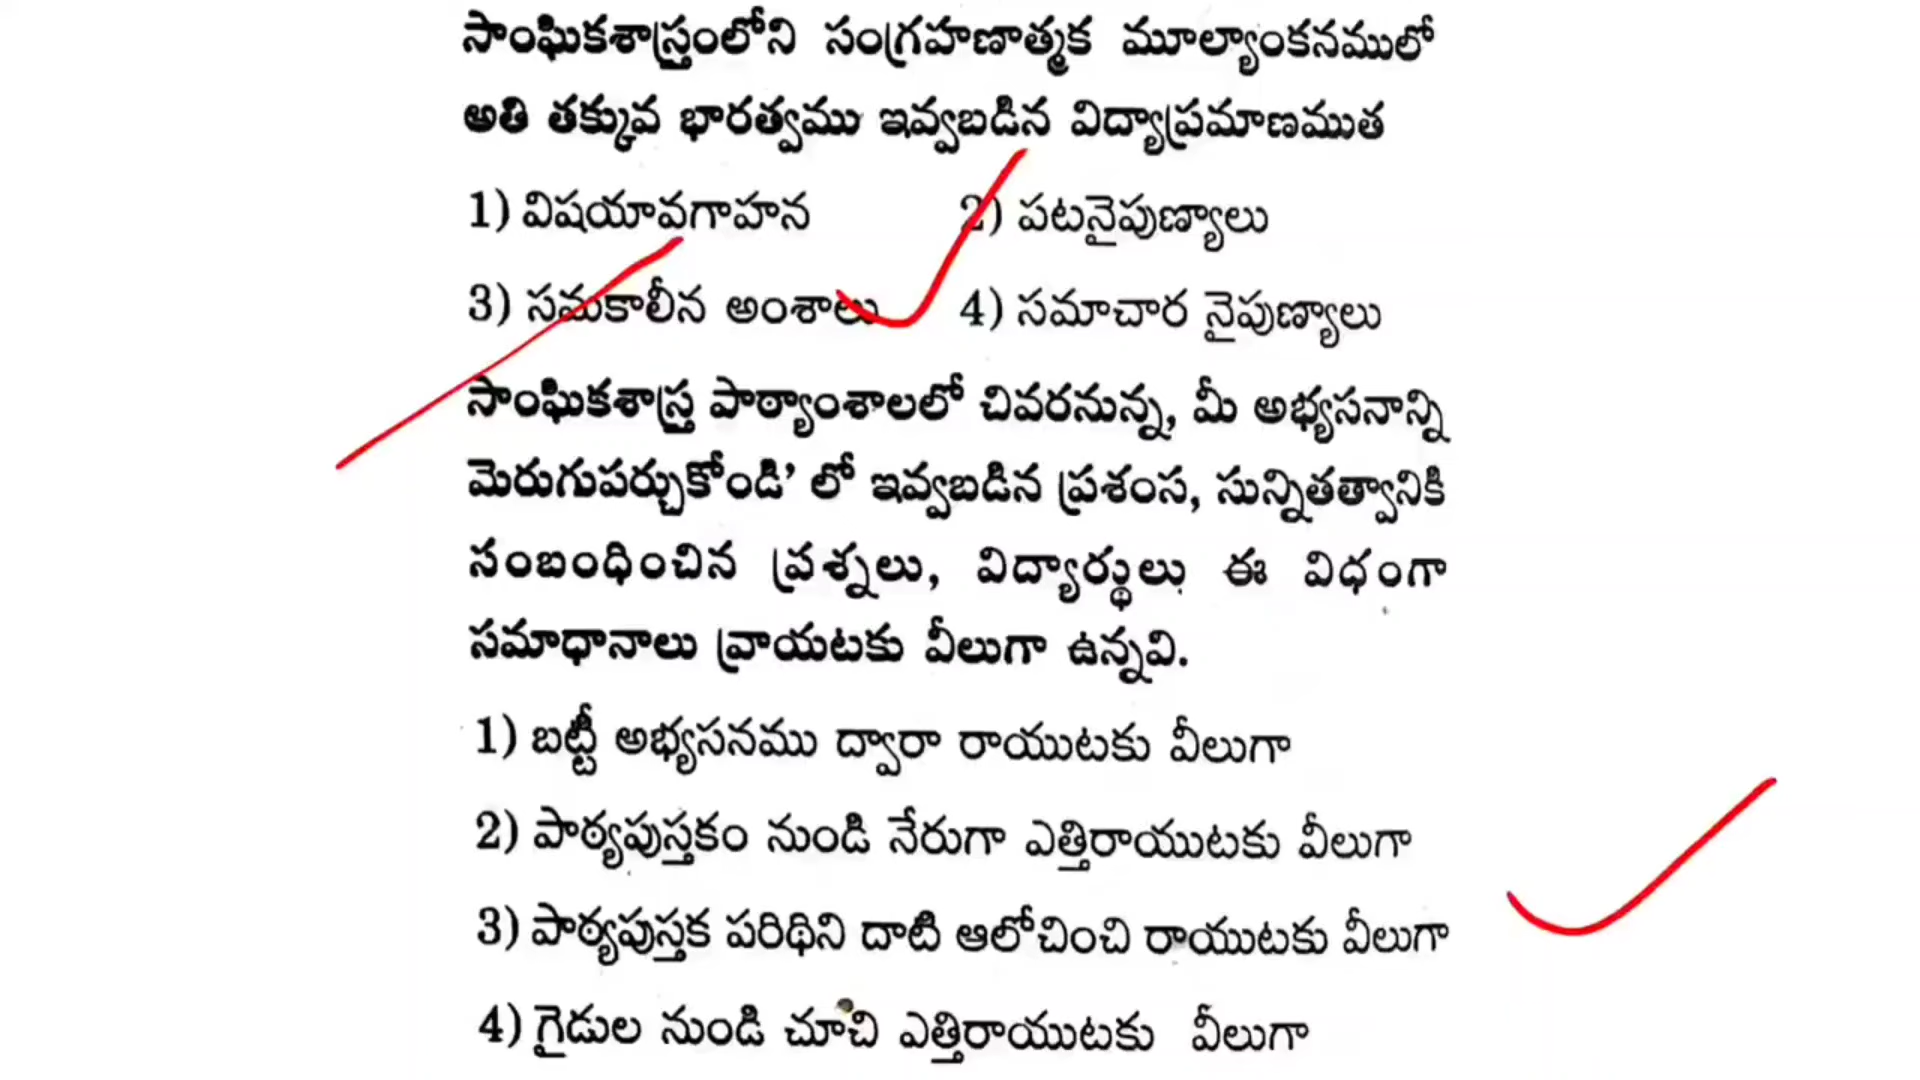 సాంఘికశాస్త్రంలోని సంగ్రహణాత్మక మూల్యాంకనములో
అతి తక్కువ భారత్వము ఇవ్వబడిన విద్యాప్రమాణముత
1) విషయావగాహన 2) పటనైపుణ్యాలు
3) సమకాలీన అంశాలు 4) సమాచార నైపుణ్యాలు
సాంఘికశాస్త్ర పాఠ్యాంశాలలో చివరనున్న, మీ అభ్యసనాన్ని
మెరుగుపర్చుకోండి' లో ఇవ్వబడిన ప్రశంస, సున్నితత్వానికి
సంబంధించిన ప్రశ్నలు, విద్యార్థులు ఈ విధంగా
సమాధానాలు వ్రాయటకు వీలుగా ఉన్నవి.
1) బట్టీ అభ్యసనము ద్వారా రాయుటకు వీలుగా
2) పాఠ్యపుస్తకం నుండి నేరుగా ఎత్తిరాయుటకు వీలుగా
3) పాఠ్యపుస్తక పరిధిని దాటి ఆలోచించి రాయుటకు వీలుగా
4) గైడుల నుండి చూచి ఎత్తిరాయుటకు వీలుగా